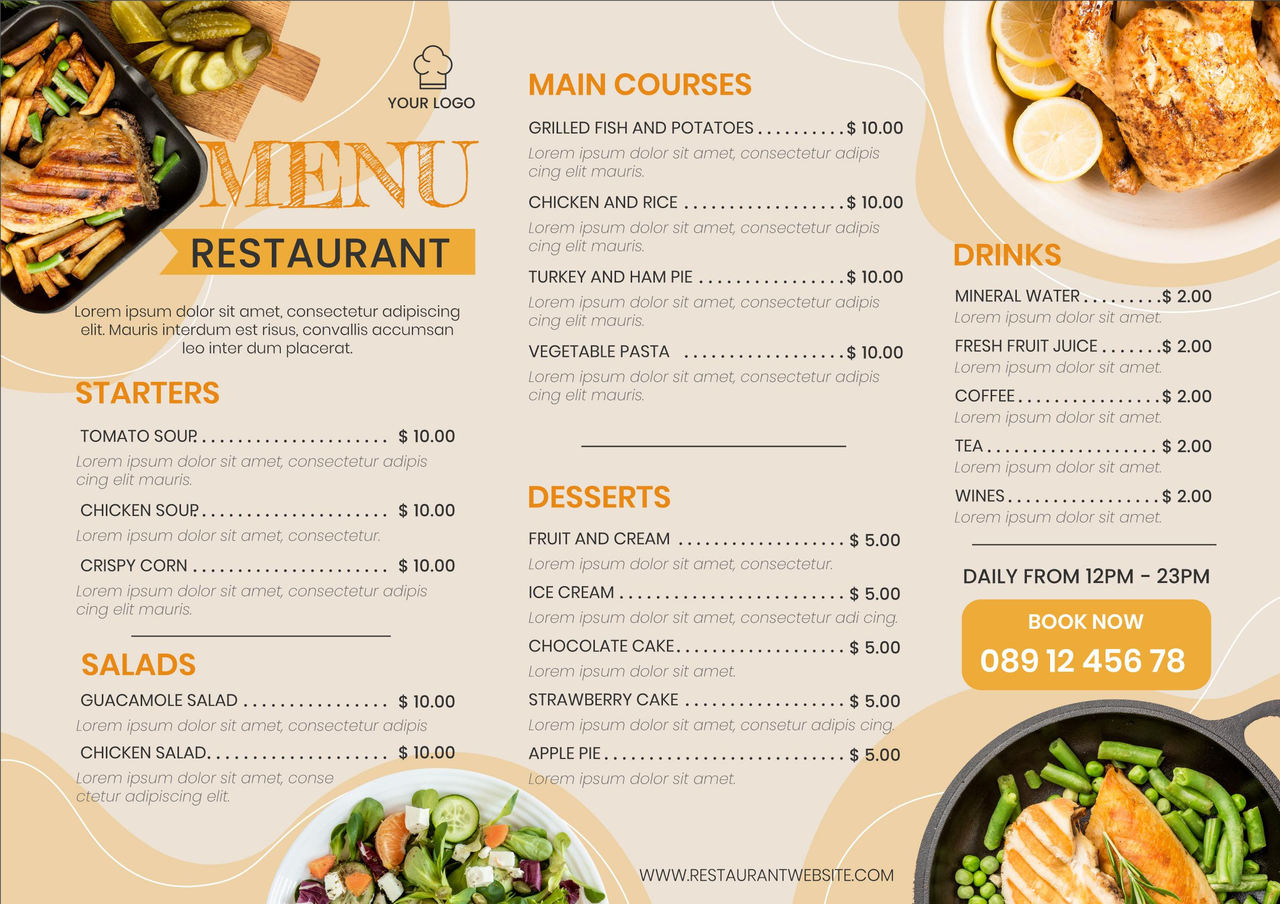 YOUR LOGO
MENU
RESTAURANT
Lorem ipsum dolor sit amet, consectetur adipiscing
elit. Mauris interdum est risus, convallis accumsan
leo inter dum placerat.
STARTERS
TOMATO SOUP. . . . . . . . . . . . . . . . . . . . . $ 10.00
Lorem ipsum dolor sit amet, consectetur adipis
cing elit mauris.
CHICKEN SOUP. . . . . . . . . . . . . . . . . . . . . $ 10.00
Lorem ipsum dolor sit amet, consectetur.
CRISPY CORN . . . . . . . . . . . . . . . . . . . . . . $ 10.00
Lorem ipsum dolor sit amet, consectetur adipis
cing elit mauris.
SALADS
GUACAMOLE SALAD . . . . . . . . . . . . . . . . $ 10.00
Lorem ipsum dolor sit amet, consectetur adipis
CHICKEN SALAD. . . . . . . . . . . . . . . . . . . . $ 10.00
Lorem ipsum dolor sit amet, conse
ctetur adipiscing elit.
MAIN COURSES
GRILLED FISH AND POTATOES . . . . . . . . . . $ 10.00
Lorem ipsum dolor sit amet, consectetur adipis
cing elit mauris.
CHICKEN AND RICE . . . . . . . . . . . . . . . . . . $ 10.00
Lorem ipsum dolor sit amet, consectetur adipis
cing elit mauris.
TURKEY AND HAM PIE . . . . . . . . . . . . . . . . $ 10.00
Lorem ipsum dolor sit amet, consectetur adipis
cing elit mauris.
VEGETABLE PASTA . . . . . . . . . . . . . . . . . . $ 10.00
Lorem ipsum dolor sit amet, consectetur adipis
cing elit mauris.
DESSERTS
FRUIT AND CREAM . . . . . . . . . . . . . . . . . . . $ 5.00
Lorem ipsum dolor sit amet, consectetur.
ICE CREAM . . . . . . . . . . . . . . . . . . . . . . . . . $ 5.00
Lorem ipsum dolor sit amet, consectetur adi cing.
CHOCOLATE CAKE. . . . . . . . . . . . . . . . . . . $ 5.00
Lorem ipsum dolor sit amet.
STRAWBERRY CAKE . . . . . . . . . . . . . . . . . . $ 5.00
Lorem ipsum dolor sit amet, consetur adipis cing.
APPLE PIE. . . . . . . . . . . . . . . . . . . . . . . . . . . $ 5.00
Lorem ipsum dolor sit amet.
WWW.RESTAURANTWEBSITE.COM
DRINKS
MINERAL WATER . . . . . . . . . $ 2.00
Lorem ipsum dolor sit amet.
FRESH FRUIT JUICE . . . . . . . $ 2.00
Lorem ipsum dolor sit amet.
COFFEE . . . . . . . . . . . . . . . . $ 2.00
Lorem ipsum dolor sit amet.
TEA . . . . . . . . . . . . . . . . . . . $ 2.00
Lorem ipsum dolor sit amet.
WINES . . . . . . . . . . . . . . . . . $ 2.00
Lorem ipsum dolor sit amet.
DAILY FROM 12PM - 23PM
BOOK NOW
089 12 456 78